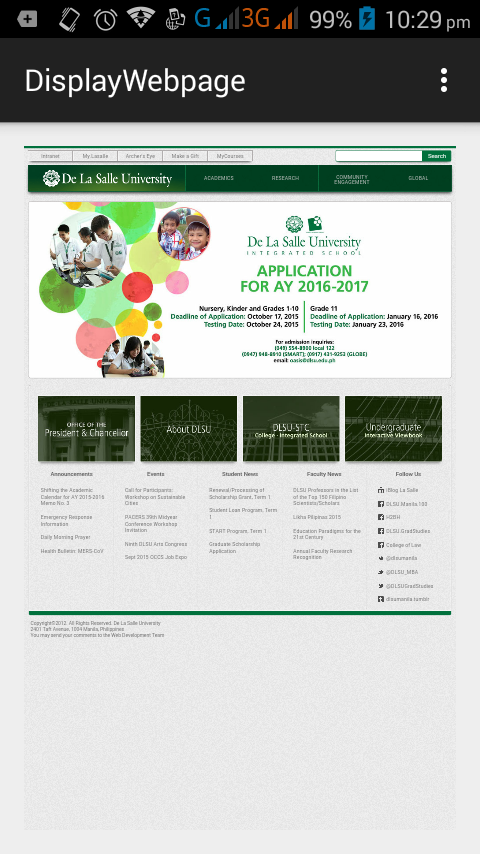 G 3G 99% 10:29 pm
DisplayWebpage
Intranet My.Lasalle Archer's Eye Make a Gift MyCourses Search
De La Salle University ACADEMICS RESEARCH COMMUNITY ENGAGEMENT GLOBAL
De La Salle University
INTEGRATED SCHOOL
APPLICATION
FOR AY 2016-2017
Nursery, Kinder and Grades 1-10
Deadline of Application: October 17, 2015
Testing Date: October 24, 2015
Grade 11
Deadline of Application: January 16, 2016
Testing Date: January 23, 2016
For admission inquiries:
(049) 554-8900 local 122
(0947) 948-8910 (SMART); (0917) 431-9253 (GLOBE)
email: oasis@dlsu.edu.ph
OFFICE OF THE
President & Chancellor
About DLSU
DLSU-STC
College - Integrated School
Undergraduate
Interactive Viewbook
Announcements
Shifting the Academic
Calendar for AY 2015-2016
Memo No. 3
Emergency Response
Information
Daily Morning Prayer
Health Bulletin: MERS-CoV
Events
Call for Participants:
Workshop on Sustainable
Cities
PACERS 39th Midyear
Conference Workshop
Invitation
Ninth DLSU Arts Congress
Sept 2015 OCCS Job Expo
Student News
Renewal/Processing of
Scholarship Grant, Term 1
Student Loan Program, Term
1
START Program, Term 1
Graduate Scholarship
Application
Faculty News
DLSU Professors in the List
of the Top 150 Filipino
Scientists/Scholars
Likha Pilipinas 2015
Education Paradigms for the
21st Century
Annual Faculty Research
Recognition
Follow Us
iBlog La Salle
DLSU Manila 100
H2BH
DLSU GradStudies
College of Law
@dlsumanila
@DLSU_MBA
@DLSUGradStudies
dlsumanila.tumblr
Copyright©2012. All Rights Reserved. De La Salle University
2401 Taft Avenue, 1004 Manila, Philippines
You may send your comments to the Web Development Team